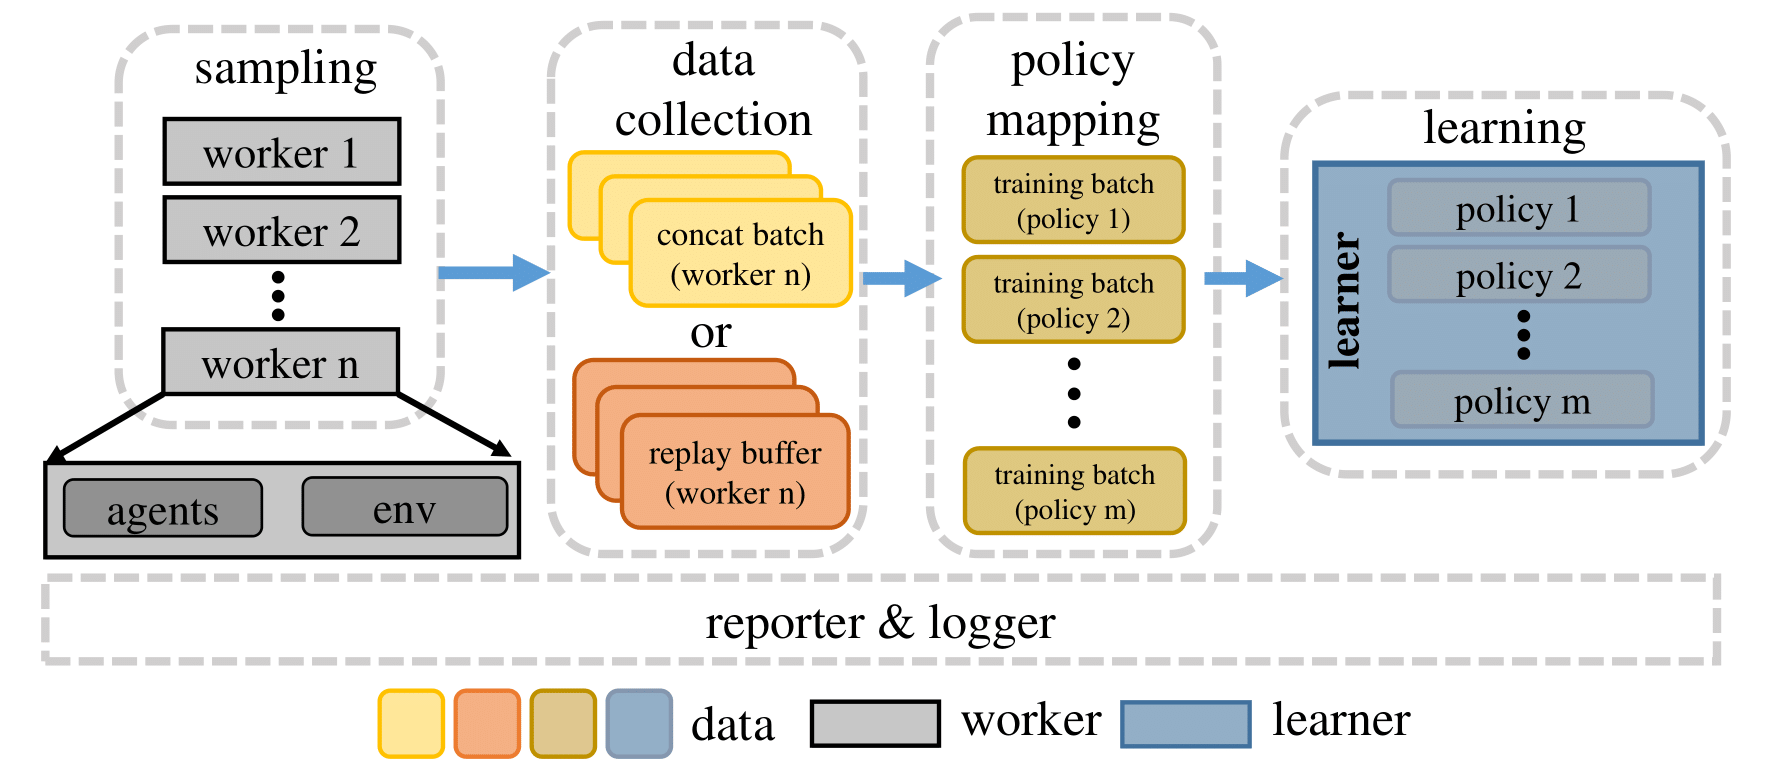 sampling
worker 1
worker 2
worker n
agents
env
data
collection
concat batch
(worker n)
or
replay buffer
(worker n)
policy
mapping
training batch
(policy 1)
training batch
(policy 2)
training batch
(policy m)
learning
learner
policy 1
policy 2
policy m
reporter & logger
data
worker
learner